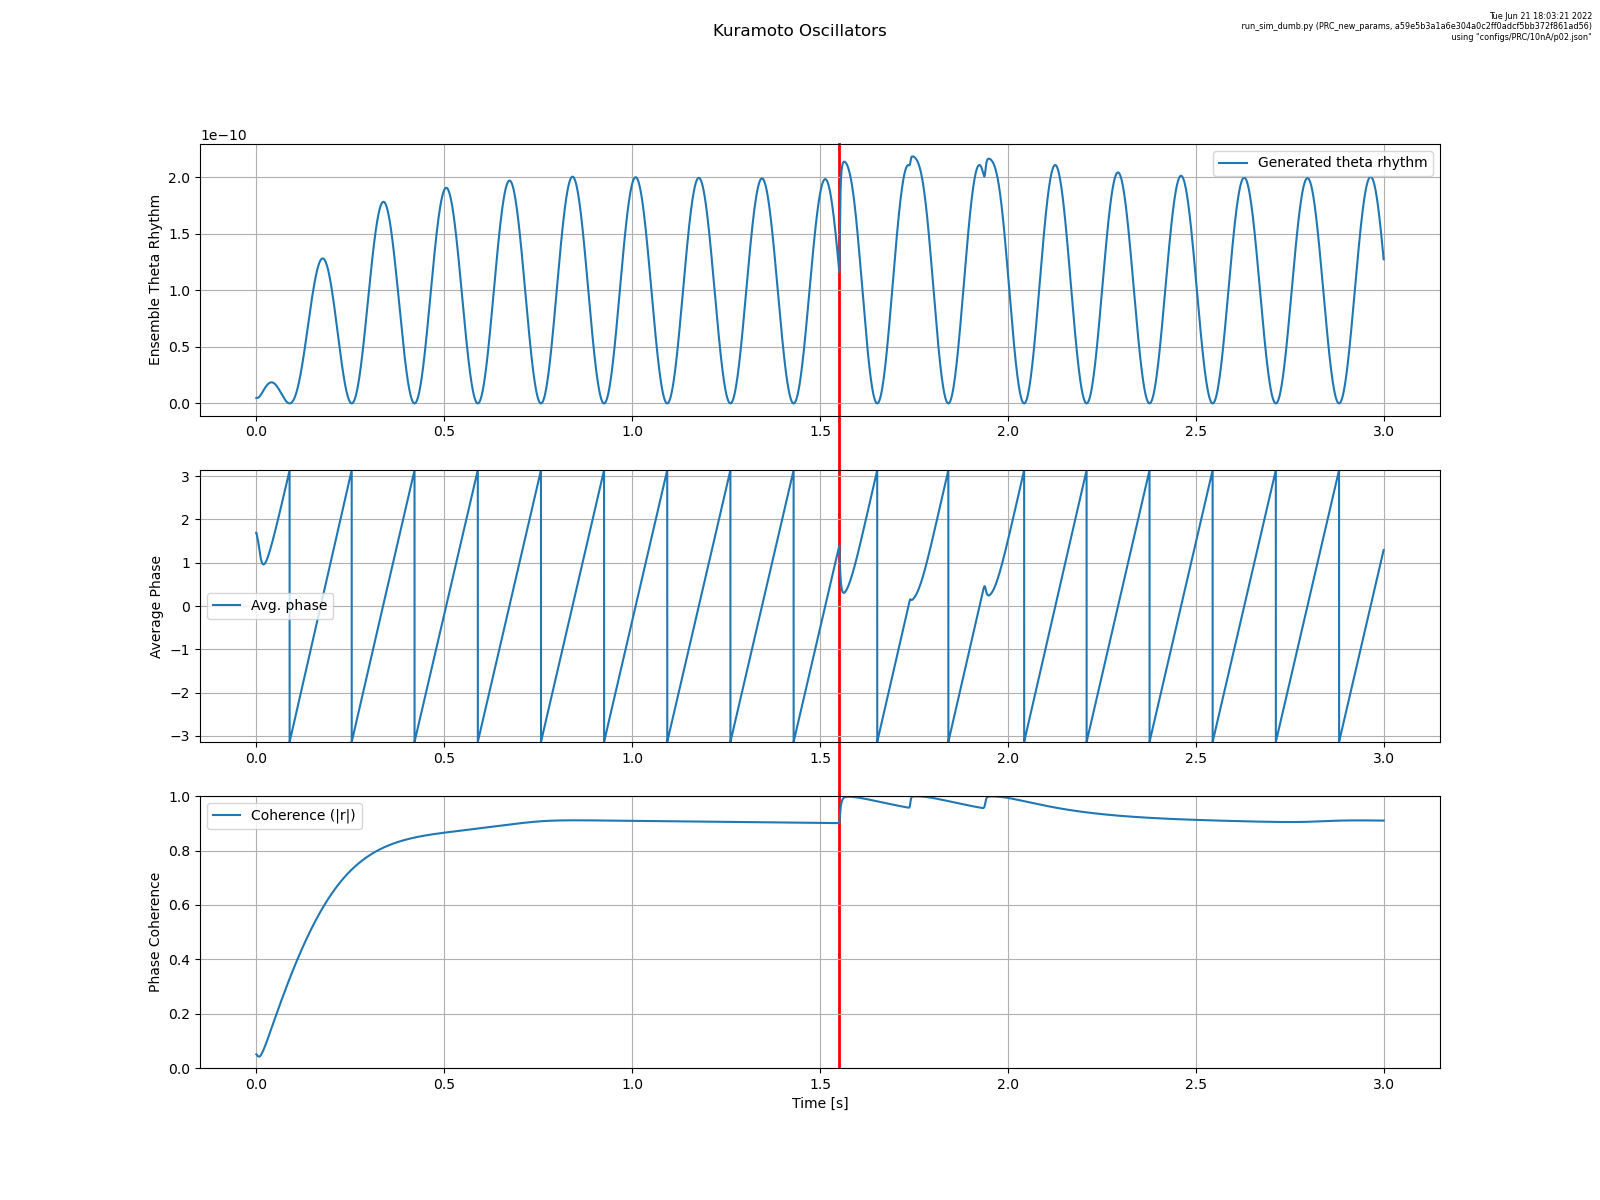 Tue Jun 21 18:03:21 2022
run_sim_dumb.py (PRC_new_params, a59e5b3a1a6e304a0c2ff0adcf5bb372f861ad56)
using "configs/PRC/10nA/p02.json"
Kuramoto Oscillators
1e−10
Generated theta rhythm
Ensemble Theta Rhythm
2.0
1.5
1.0
0.5
0.0
0.0 0.5 1.0 1.5 2.0 2.5 3.0
Avg. phase
Average Phase
3
2
1
0
−1
−2
−3
0.0 0.5 1.0 1.5 2.0 2.5 3.0
Coherence (|r|)
Phase Coherence
1.0
0.8
0.6
0.4
0.2
0.0
0.0 0.5 1.0 1.5 2.0 2.5 3.0
Time [s]